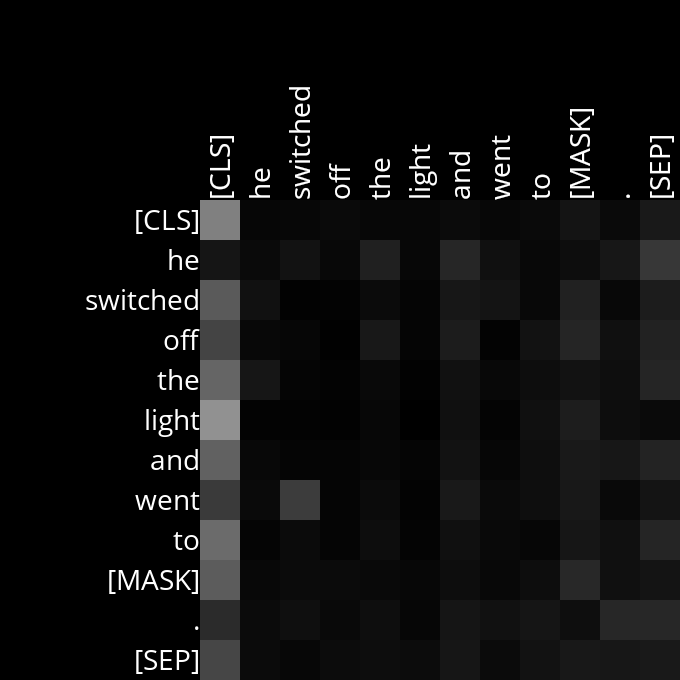 [CLS] he switched off the light and went to [MASK] . [SEP]
[CLS]
he
switched
off
the
light
and
went
to
[MASK]
.
[SEP]